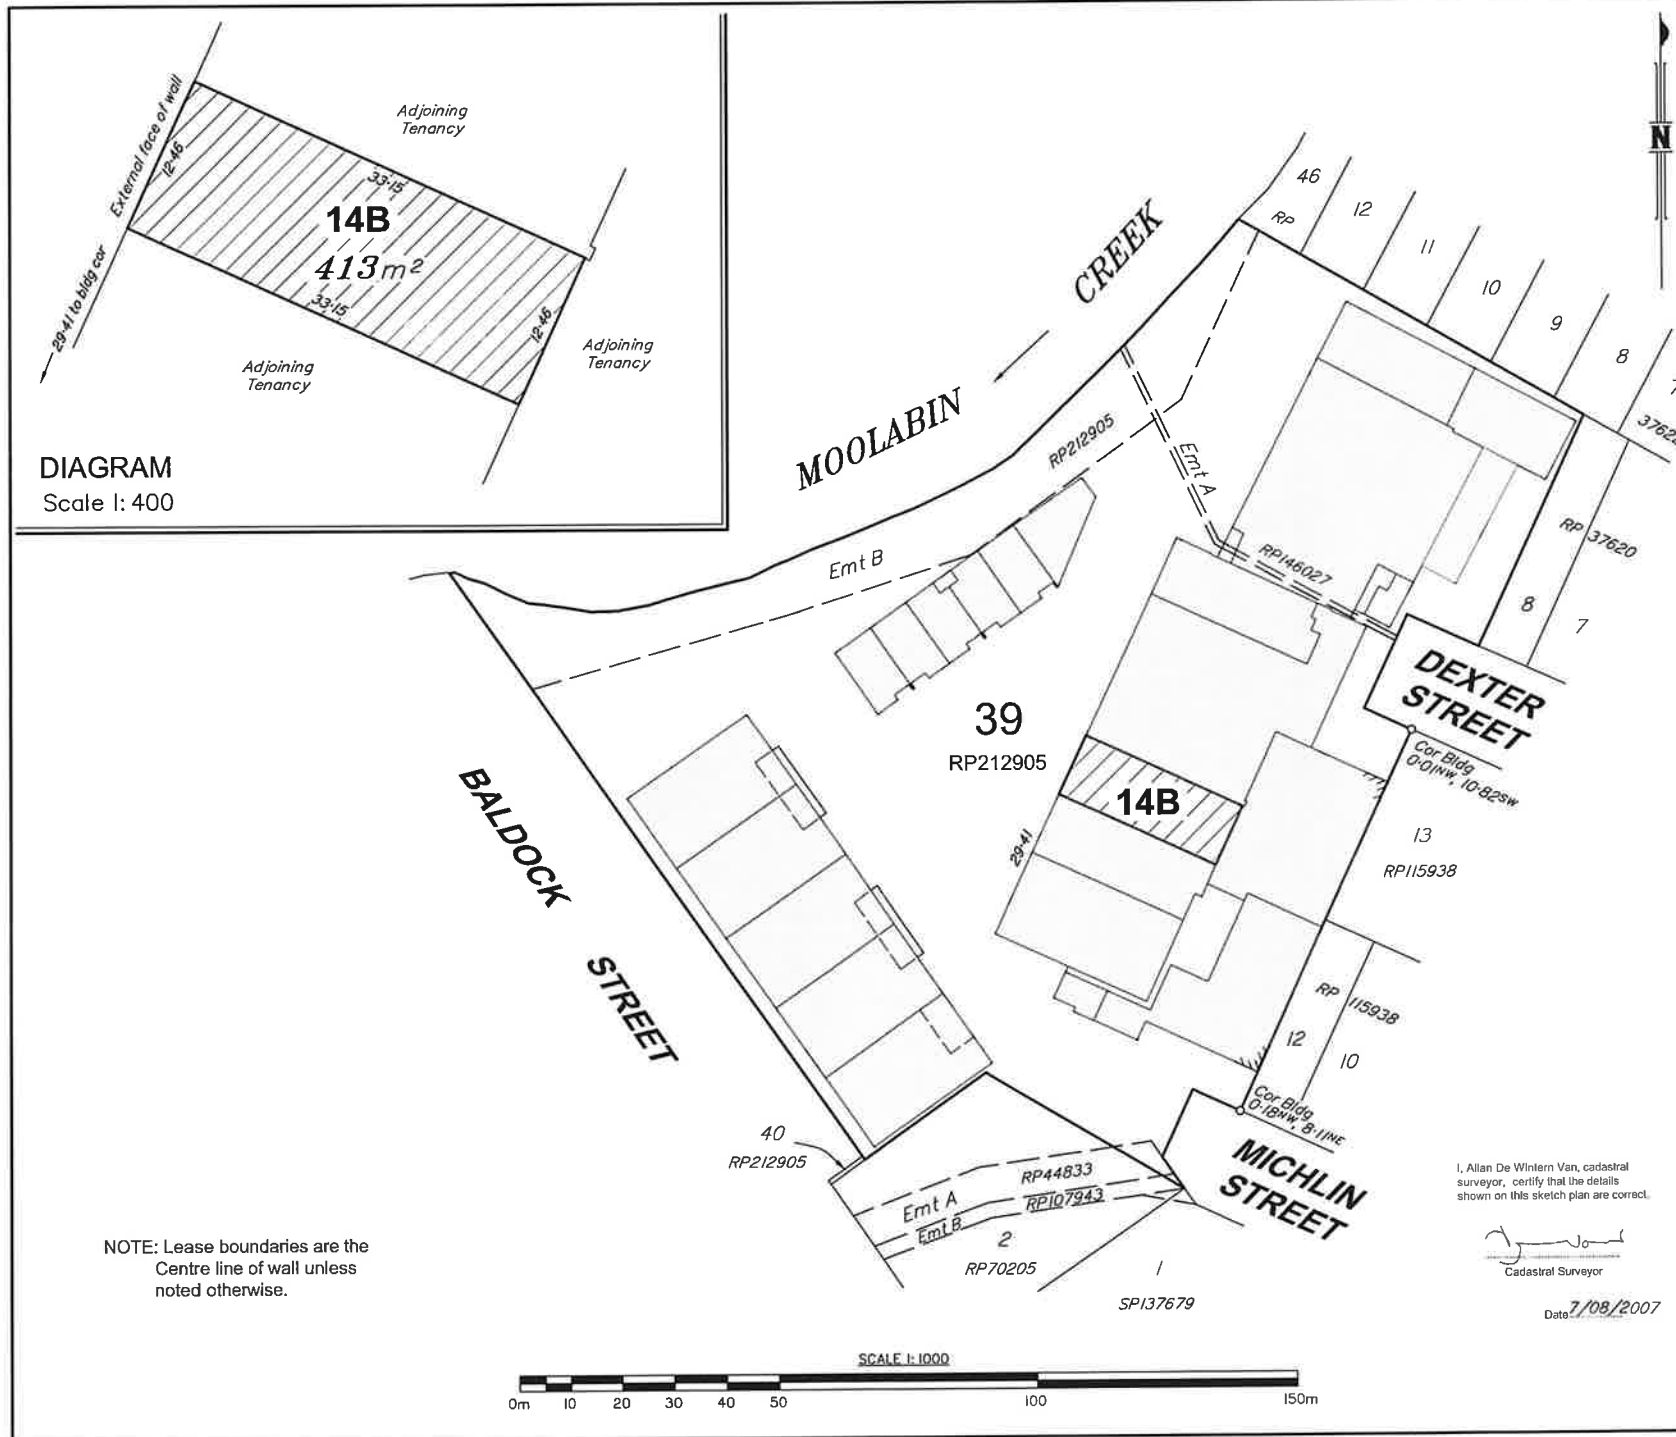 External face of wall
12·46
29·41 to bldg cor
Adjoining
Tenancy
33·15
14B
413m²
33·15
12·46
Adjoining
Tenancy
Adjoining
Tenancy
DIAGRAM
Scale 1:400
N
MOOLABIN CREEK
46
RP
12
11
10
9
8
7
RP212905
Emt A
Emt B
RP146027
RP 37620
8
7
DEXTER
STREET
39
RP212905
Cor Bldg
0·01NW, 10·82SW
14B
29·41
13
RP115938
BALDOCK STREET
RP 115938
12
10
Cor Bldg
0·18NW, 8·11NE
MICHLIN
STREET
40
RP212905
Emt A
RP44833
Emt B
RP107943
2
RP70205
1
SP137679
NOTE: Lease boundaries are the
Centre line of wall unless
noted otherwise.
I, Allan De Wintern Van, cadastral
surveyor, certify that the details
shown on this sketch plan are correct.
Cadastral Surveyor
Date 7/08/2007
SCALE 1:1000
0m 10 20 30 40 50 100 150m